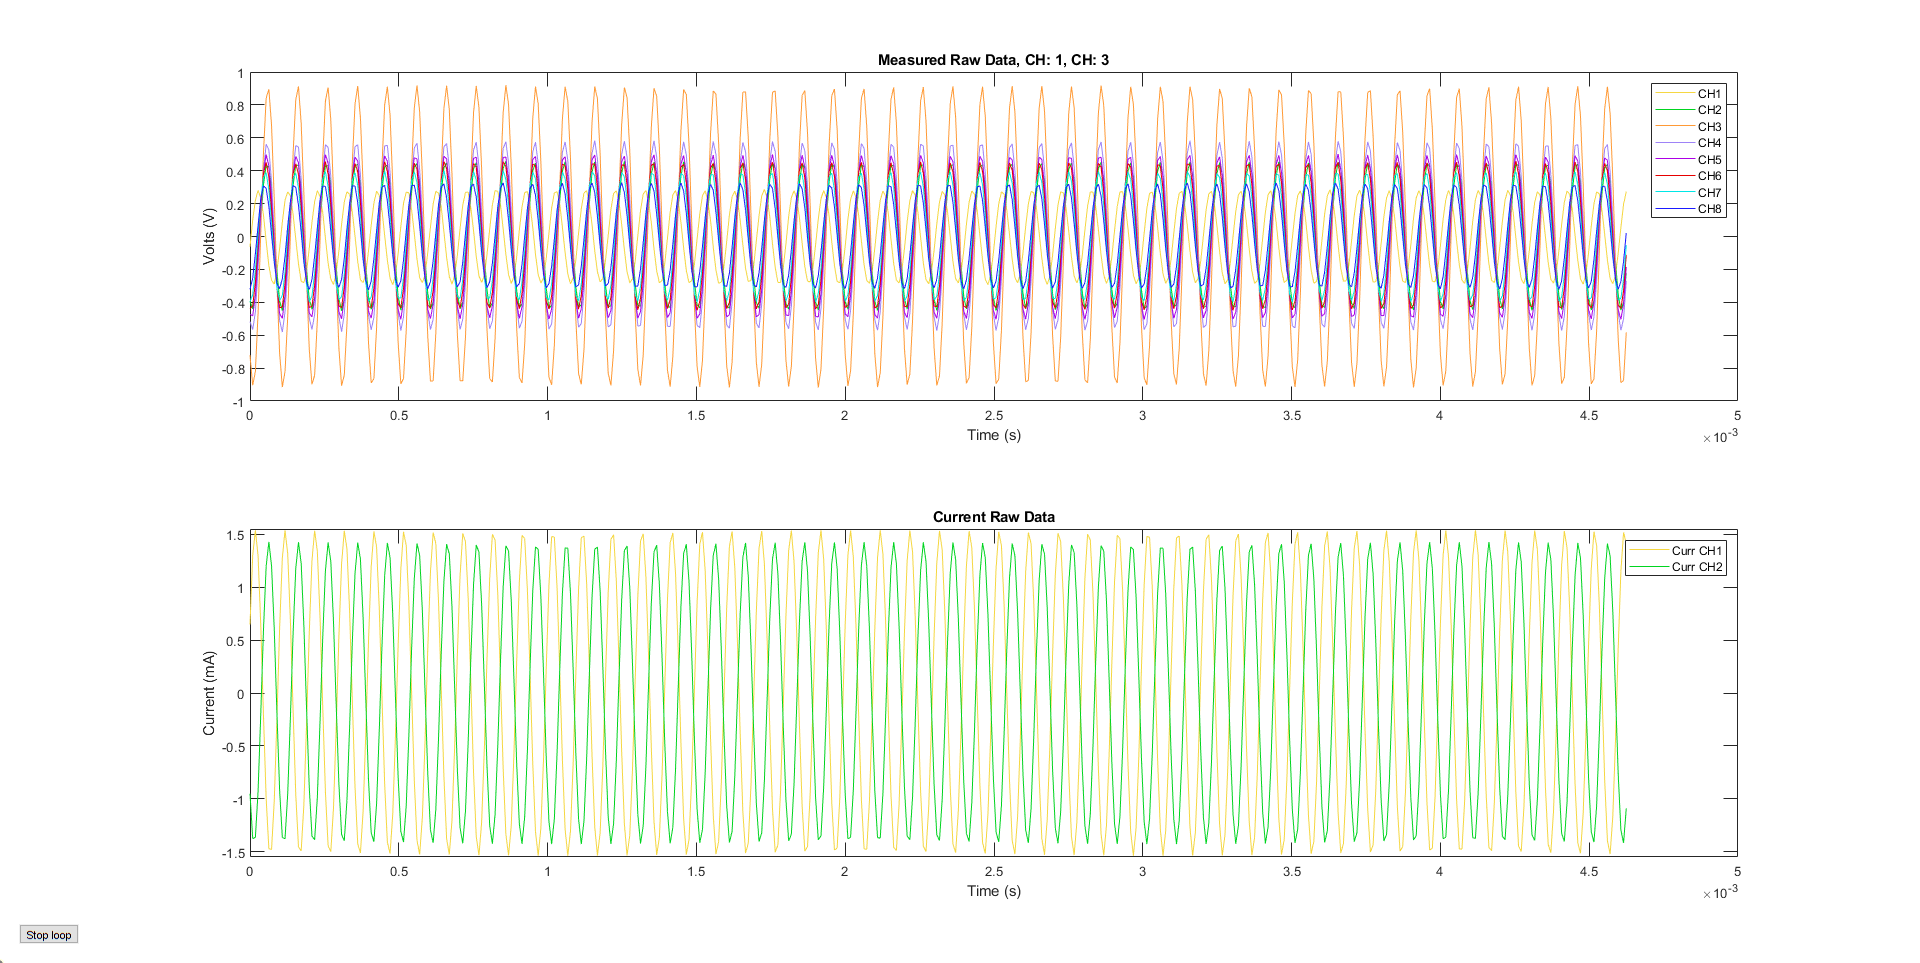 Measured Raw Data, CH: 1, CH: 3
1
0.8
0.6
0.4
0.2
0
-0.2
-0.4
-0.6
-0.8
-1
Volts (V)
CH1
CH2
CH3
CH4
CH5
CH6
CH7
CH8
0 0.5 1 1.5 2 2.5 3 3.5 4 4.5 5
Time (s)
×10-3
Current Raw Data
1.5
1
0.5
0
-0.5
-1
-1.5
Current (mA)
Curr CH1
Curr CH2
0 0.5 1 1.5 2 2.5 3 3.5 4 4.5 5
Time (s)
×10-3
Stop loop